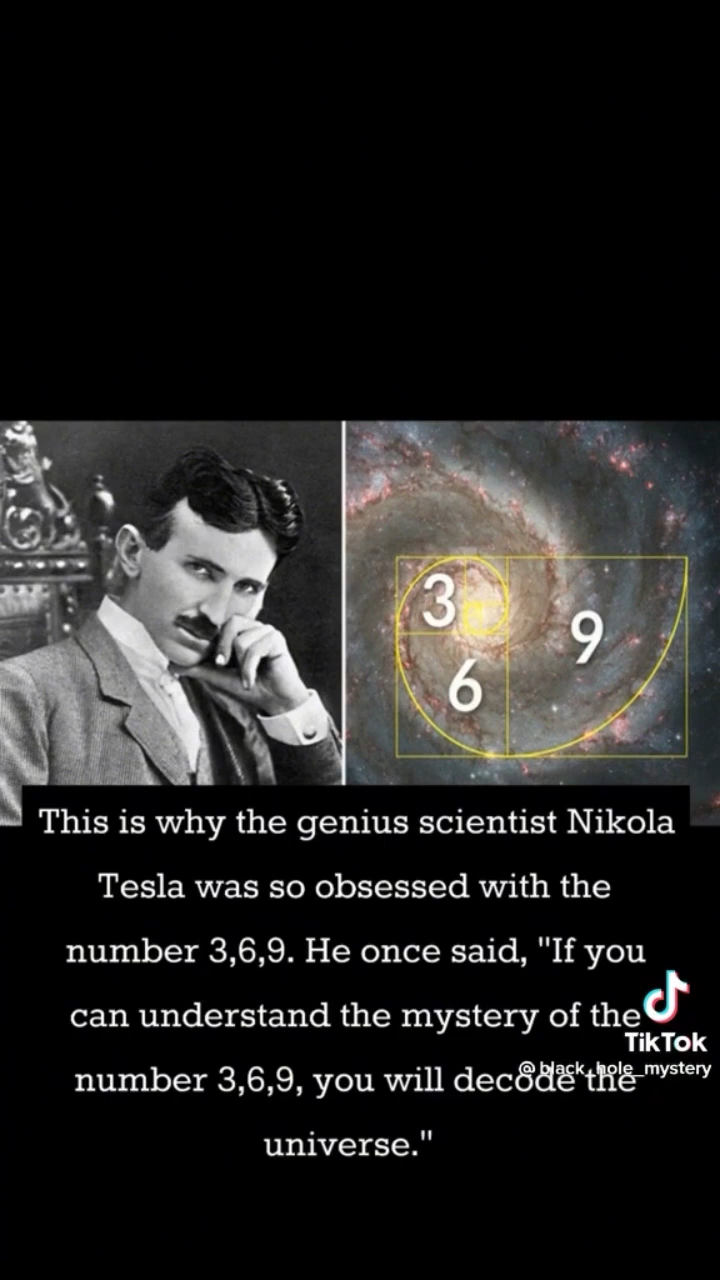 3
9
6
This is why the genius scientist Nikola
Tesla was so obsessed with the
number 3,6,9. He once said, "If you
can understand the mystery of the
TikTok
@black_hole_mystery
number 3,6,9, you will decode the
universe."